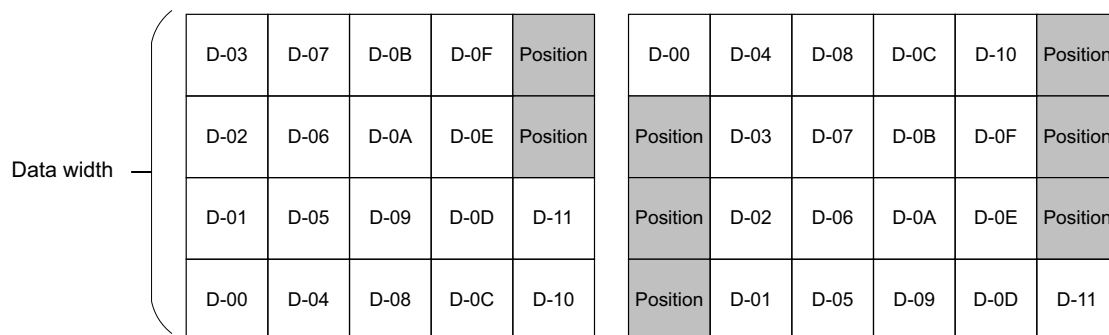 D-03 D-07 D-0B D-0F Position D-00 D-04 D-08 D-0C D-10 Position
D-02 D-06 D-0A D-0E Position Position D-03 D-07 D-0B D-0F Position
Data width
D-01 D-05 D-09 D-0D D-11 Position D-02 D-06 D-0A D-0E Position
D-00 D-04 D-08 D-0C D-10 Position D-01 D-05 D-09 D-0D D-11